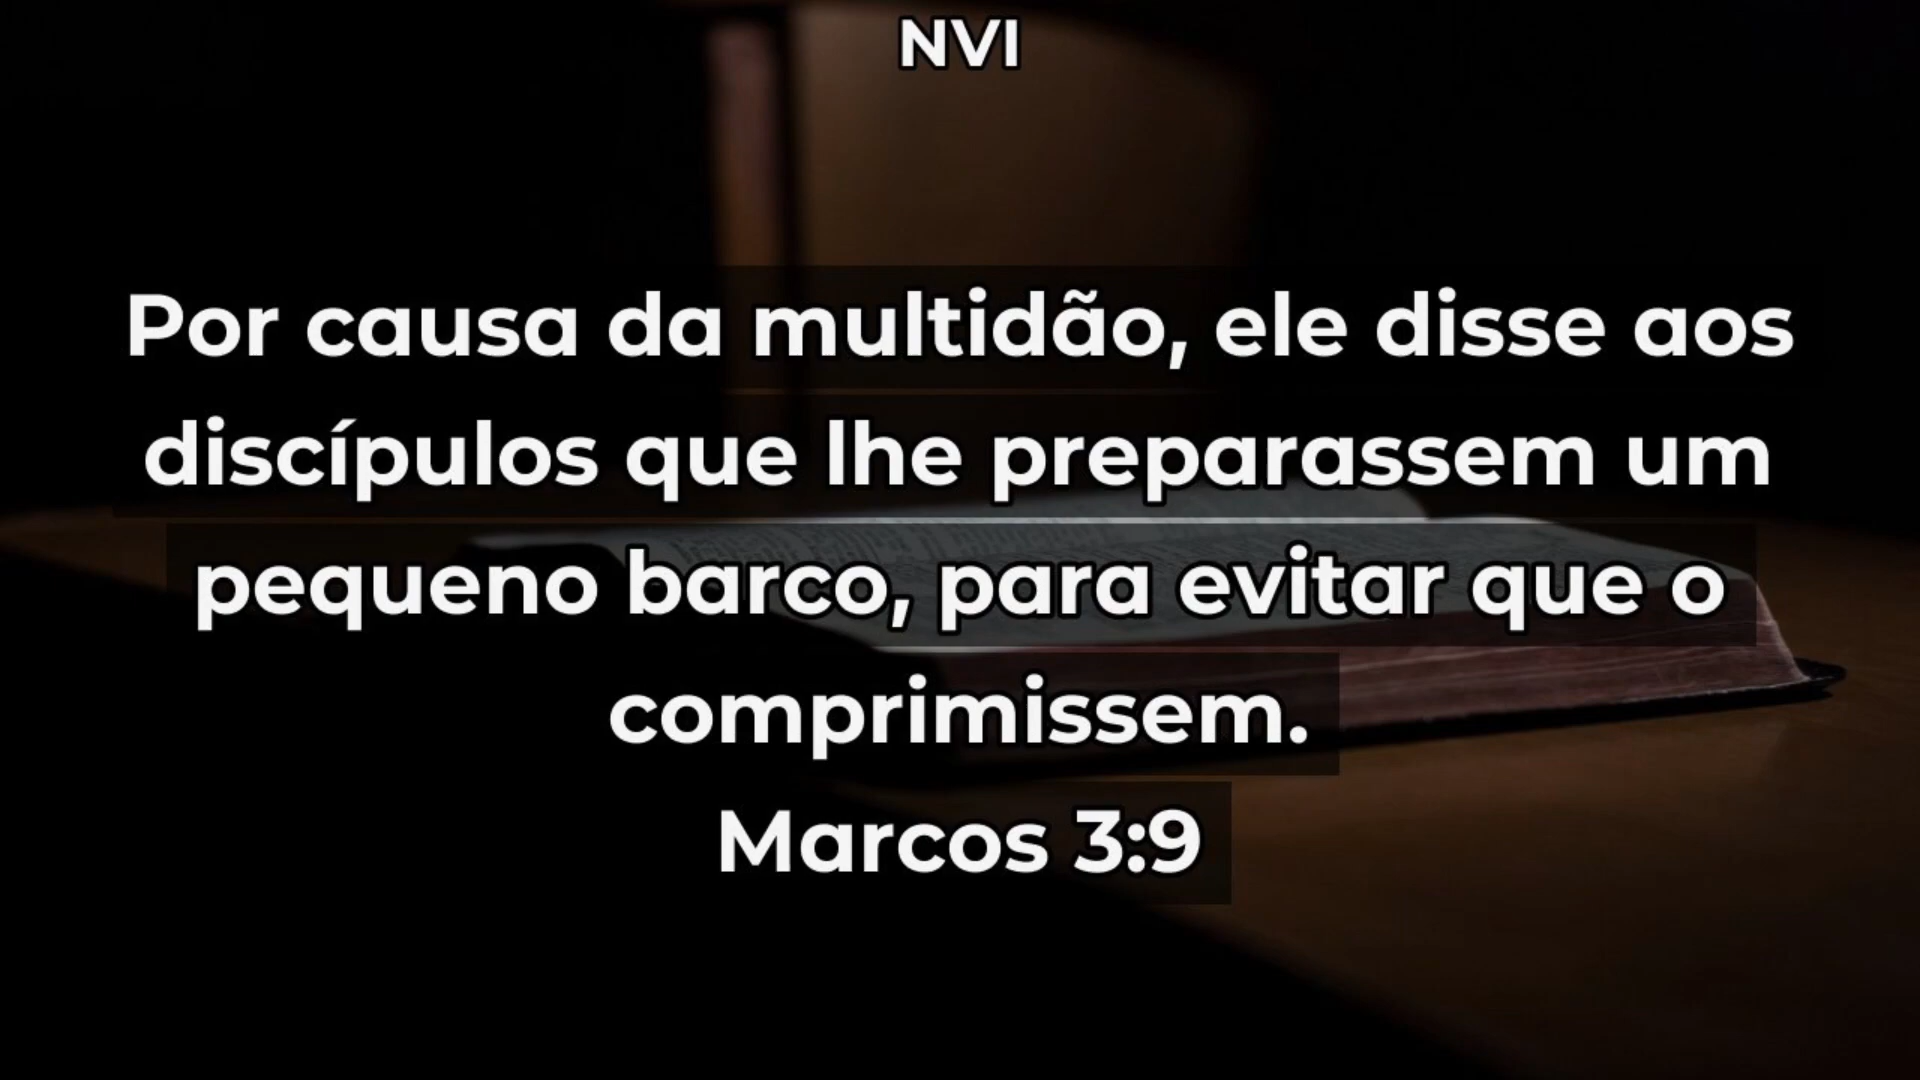 NVI
Por causa da multidão, ele disse aos
discípulos que lhe preparassem um
pequeno barco, para evitar que o
comprimissem.
Marcos 3:9